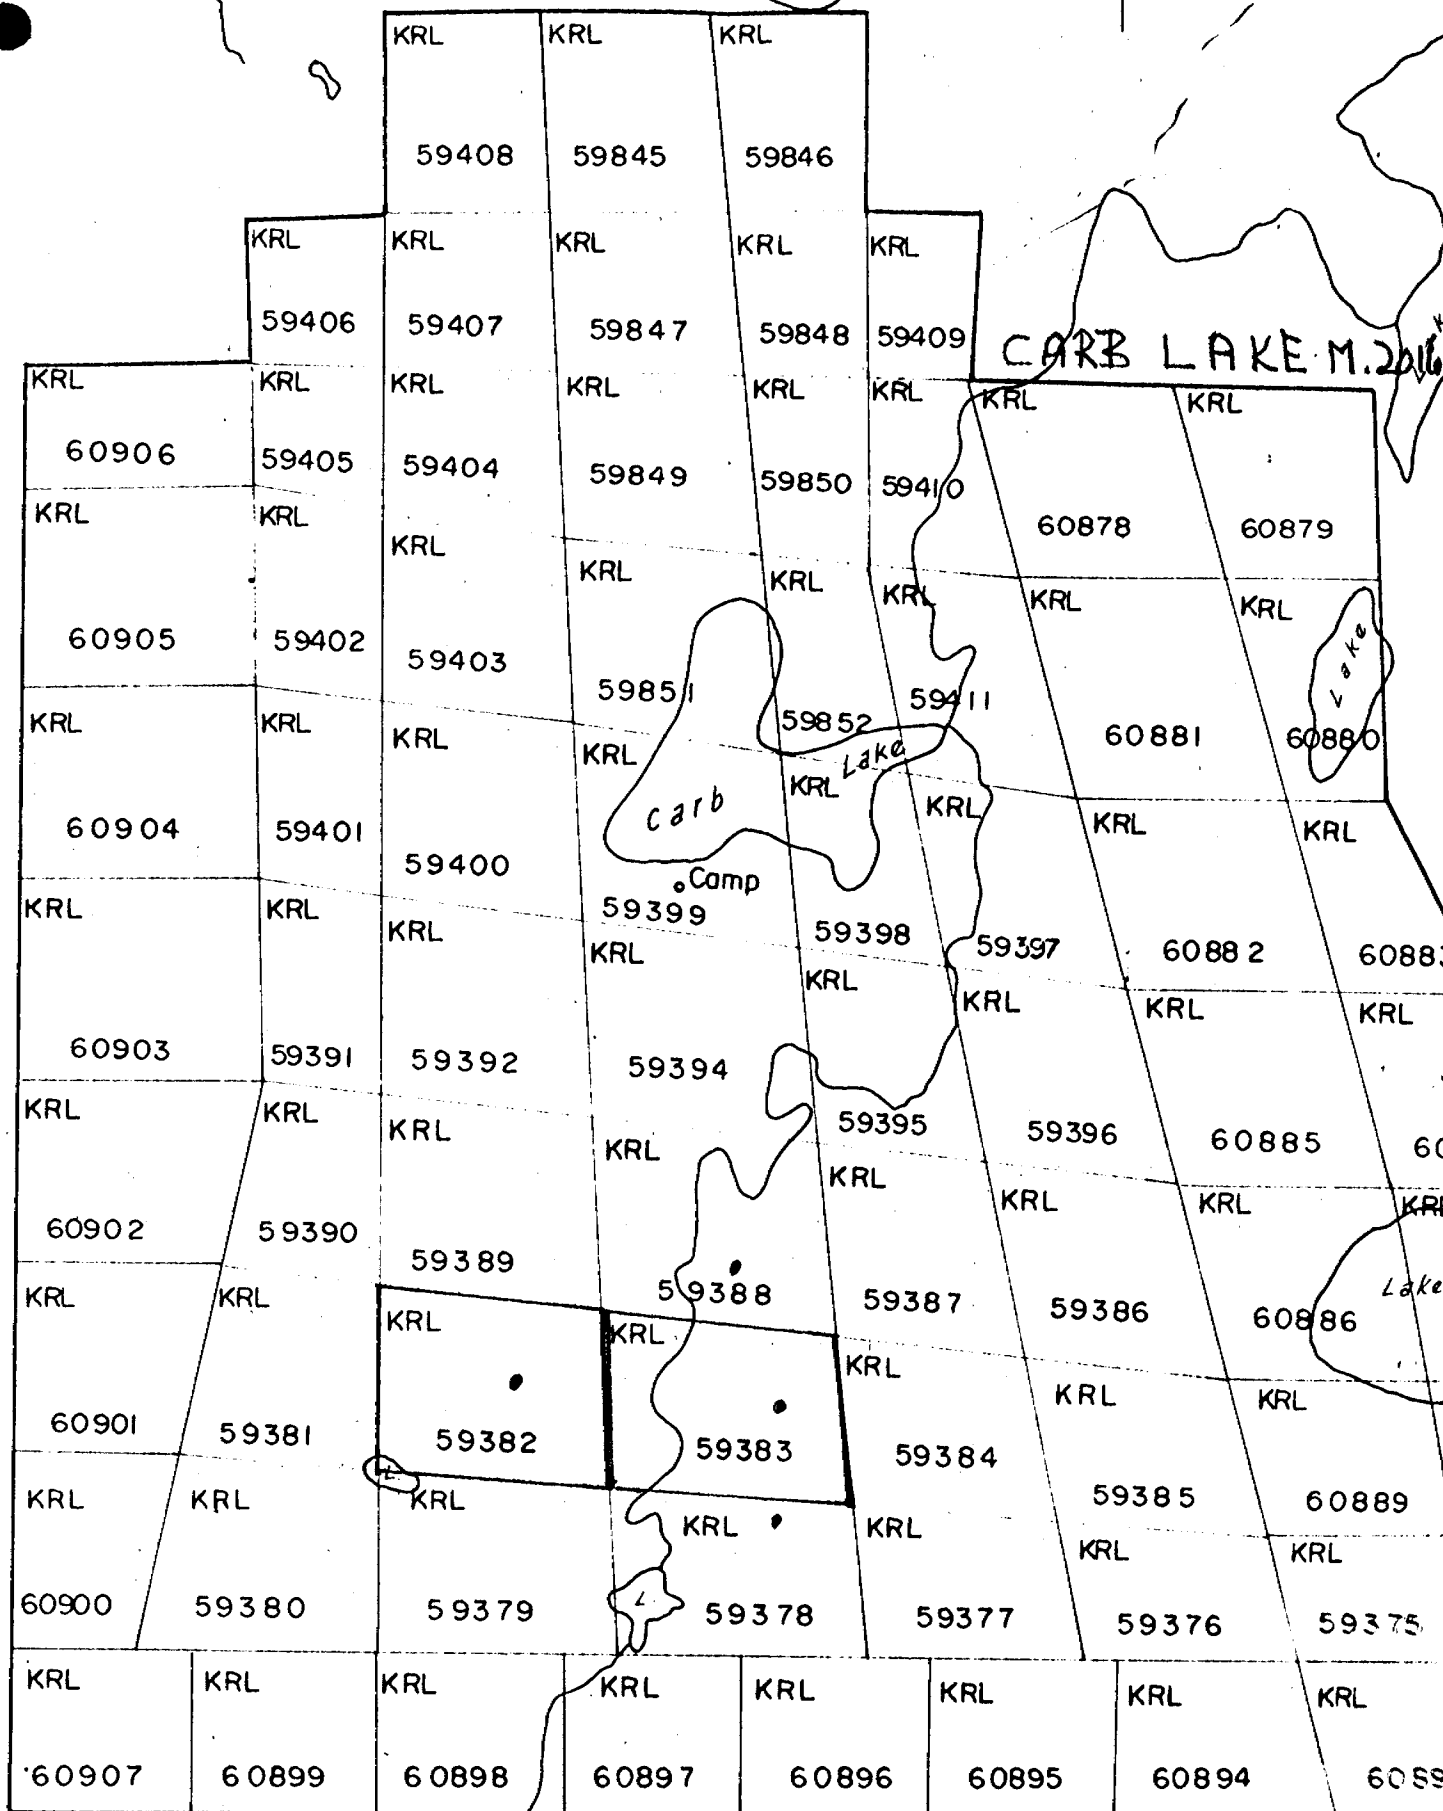 KRL KRL KRL
59408 59845 59846
KRL KRL KRL KRL KRL
59406 59407 59847 59848 59409
CARB LAKE M.2016
KRL KRL KRL KRL KRL KRL KRL KRL
60906 59405 59404 59849 59850 59410
60878 60879
KRL KRL KRL KRL KRL KRL KRL KRL
60905 59402 59403 59851 59852 59411 60881 60880
Lake
KRL KRL KRL KRL KRL KRL KRL KRL
Carb Lake
60904 59401 59400 59399 59398 59397 60882
Camp
KRL KRL KRL KRL KRL KRL KRL KRL
60903 59391 59392 59394 59395 59396 60885
KRL KRL KRL KRL KRL KRL KRL
60902 59390 59389 59388 59387 59386 60886
Lake
KRL KRL KRL KRL KRL KRL KRL
60901 59381 59382 59383 59384 59385 60889
L
KRL KRL KRL KRL KRL KRL KRL
60900 59380 59379 59378 59377 59376 59375
L
KRL KRL KRL KRL KRL KRL KRL KRL
60907 60899 60898 60897 60896 60895 60894